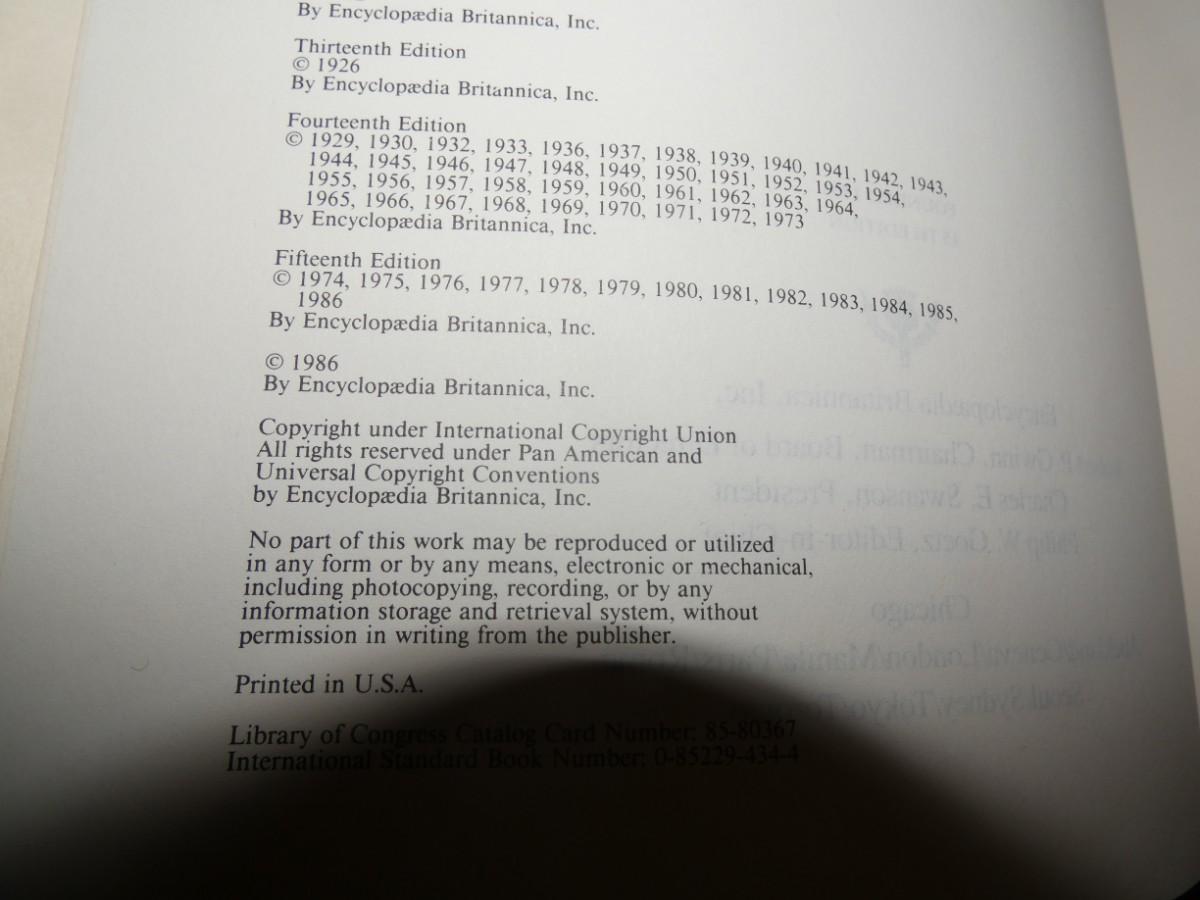 By Encyclopædia Britannica, Inc.
Thirteenth Edition
© 1926
By Encyclopædia Britannica, Inc.
Fourteenth Edition
© 1929, 1930, 1932, 1933, 1936, 1937, 1938, 1939, 1940, 1941, 1942, 1943,
1944, 1945, 1946, 1947, 1948, 1949, 1950, 1951, 1952, 1953, 1954,
1955, 1956, 1957, 1958, 1959, 1960, 1961, 1962, 1963, 1964,
1965, 1966, 1967, 1968, 1969, 1970, 1971, 1972, 1973
By Encyclopædia Britannica, Inc.
Fifteenth Edition
© 1974, 1975, 1976, 1977, 1978, 1979, 1980, 1981, 1982, 1983, 1984, 1985,
1986
By Encyclopædia Britannica, Inc.
© 1986
By Encyclopædia Britannica, Inc.
Copyright under International Copyright Union
All rights reserved under Pan American and
Universal Copyright Conventions
by Encyclopædia Britannica, Inc.
No part of this work may be reproduced or utilized
in any form or by any means, electronic or mechanical,
including photocopying, recording, or by any
information storage and retrieval system, without
permission in writing from the publisher.
Printed in U.S.A.
Library of Congress Catalog Card Number: 85-80367
International Standard Book Number: 0-85229-434-4